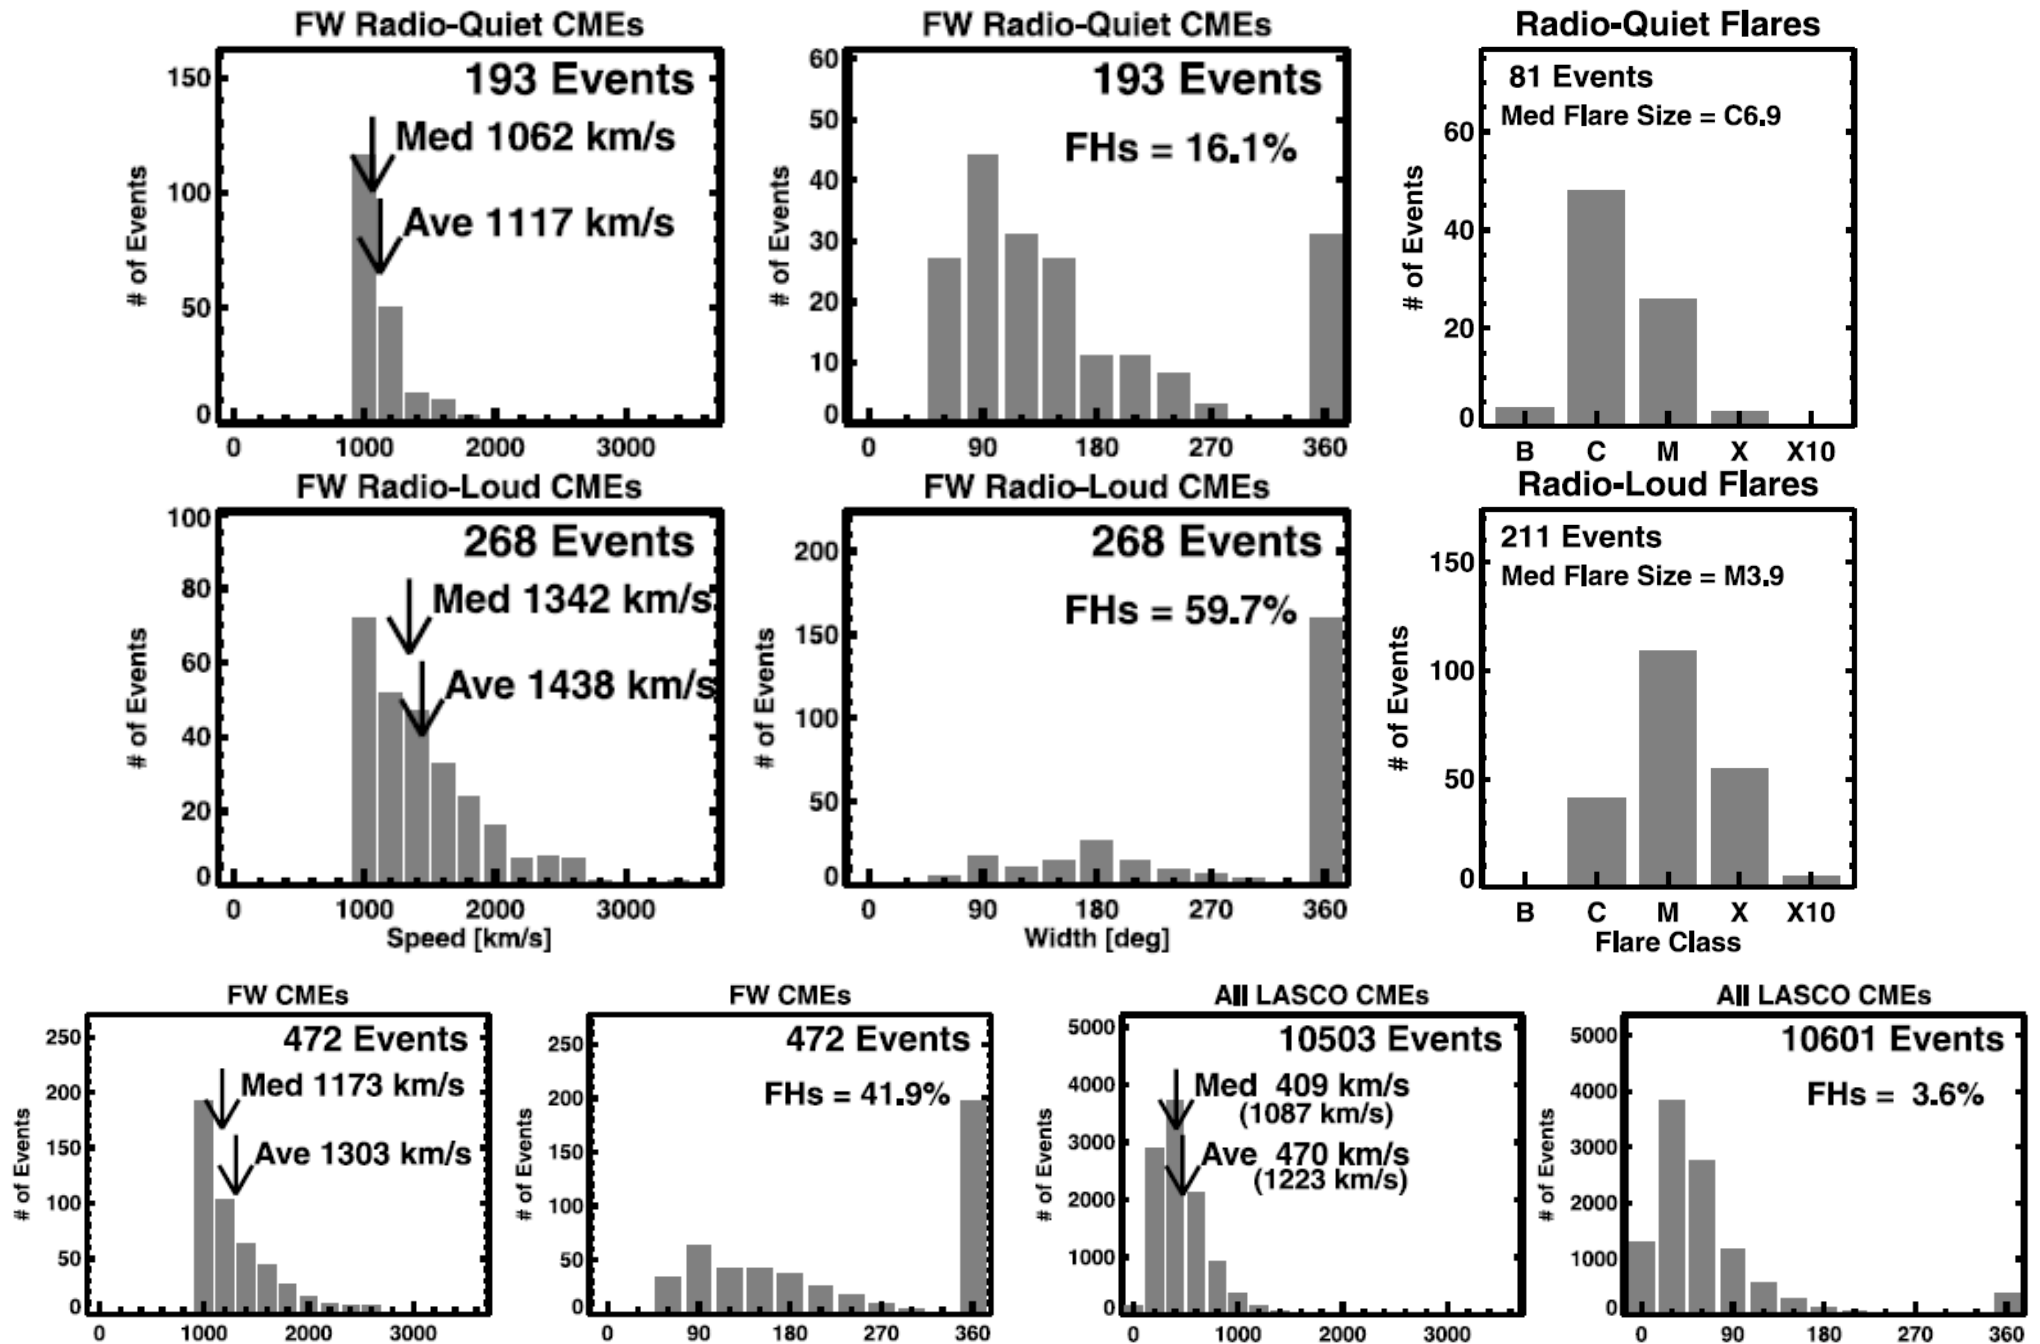 FW Radio-Quiet CMEs
193 Events
Med 1062 km/s
Ave 1117 km/s
# of Events
150
100
50
0
0 1000 2000 3000
FW Radio-Quiet CMEs
193 Events
FHs = 16.1%
# of Events
60
50
40
30
20
10
0
0 90 180 270 360
Radio-Quiet Flares
81 Events
Med Flare Size = C6.9
# of Events
60
40
20
0
B C M X X10
FW Radio-Loud CMEs
268 Events
Med 1342 km/s
Ave 1438 km/s
# of Events
100
80
60
40
20
0
0 1000 2000 3000
Speed [km/s]
FW Radio-Loud CMEs
268 Events
FHs = 59.7%
# of Events
200
150
100
50
0
0 90 180 270 360
Width [deg]
Radio-Loud Flares
211 Events
Med Flare Size = M3.9
# of Events
150
100
50
0
B C M X X10
Flare Class
FW CMEs
472 Events
Med 1173 km/s
Ave 1303 km/s
# of Events
250
200
150
100
50
0
0 1000 2000 3000
FW CMEs
472 Events
FHs = 41.9%
# of Events
250
200
150
100
50
0
0 90 180 270 360
All LASCO CMEs
10503 Events
Med 409 km/s
(1087 km/s)
Ave 470 km/s
(1223 km/s)
# of Events
5000
4000
3000
2000
1000
0
0 1000 2000 3000
All LASCO CMEs
10601 Events
FHs = 3.6%
# of Events
5000
4000
3000
2000
1000
0
0 90 180 270 360